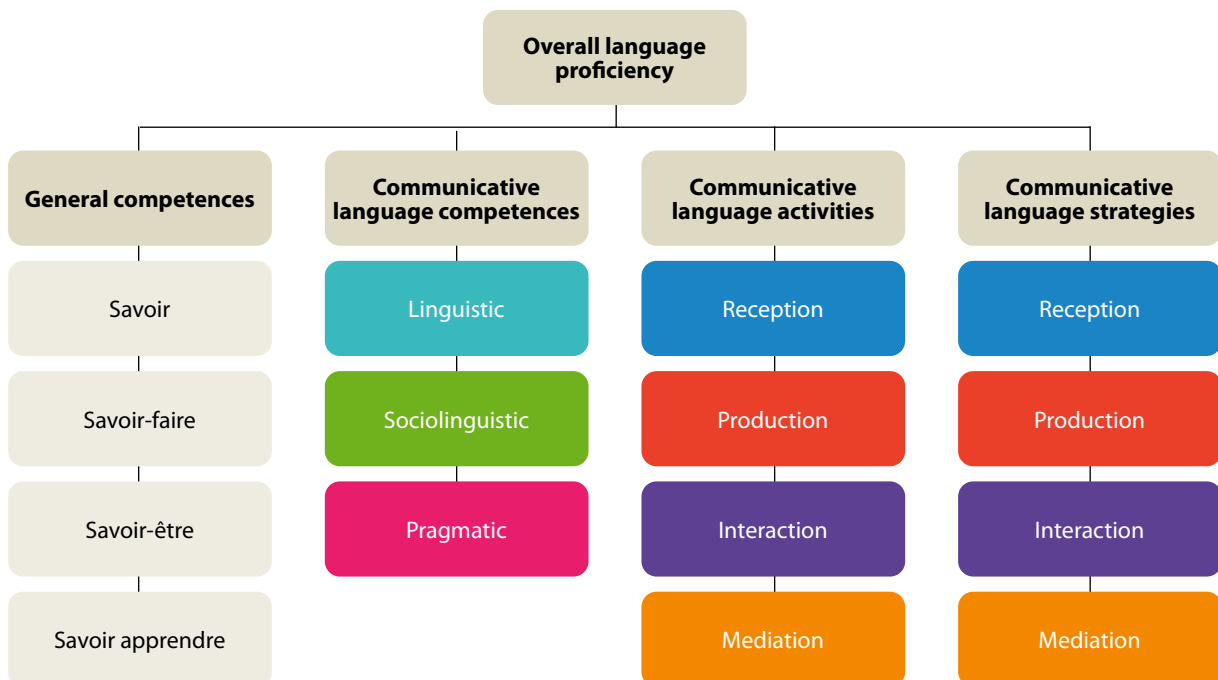 Overall language
proficiency
General competences
Communicative
language competences
Communicative
language activities
Communicative
language strategies
Savoir
Linguistic
Reception
Reception
Savoir-faire
Sociolinguistic
Production
Production
Savoir-être
Pragmatic
Interaction
Interaction
Savoir apprendre
Mediation
Mediation